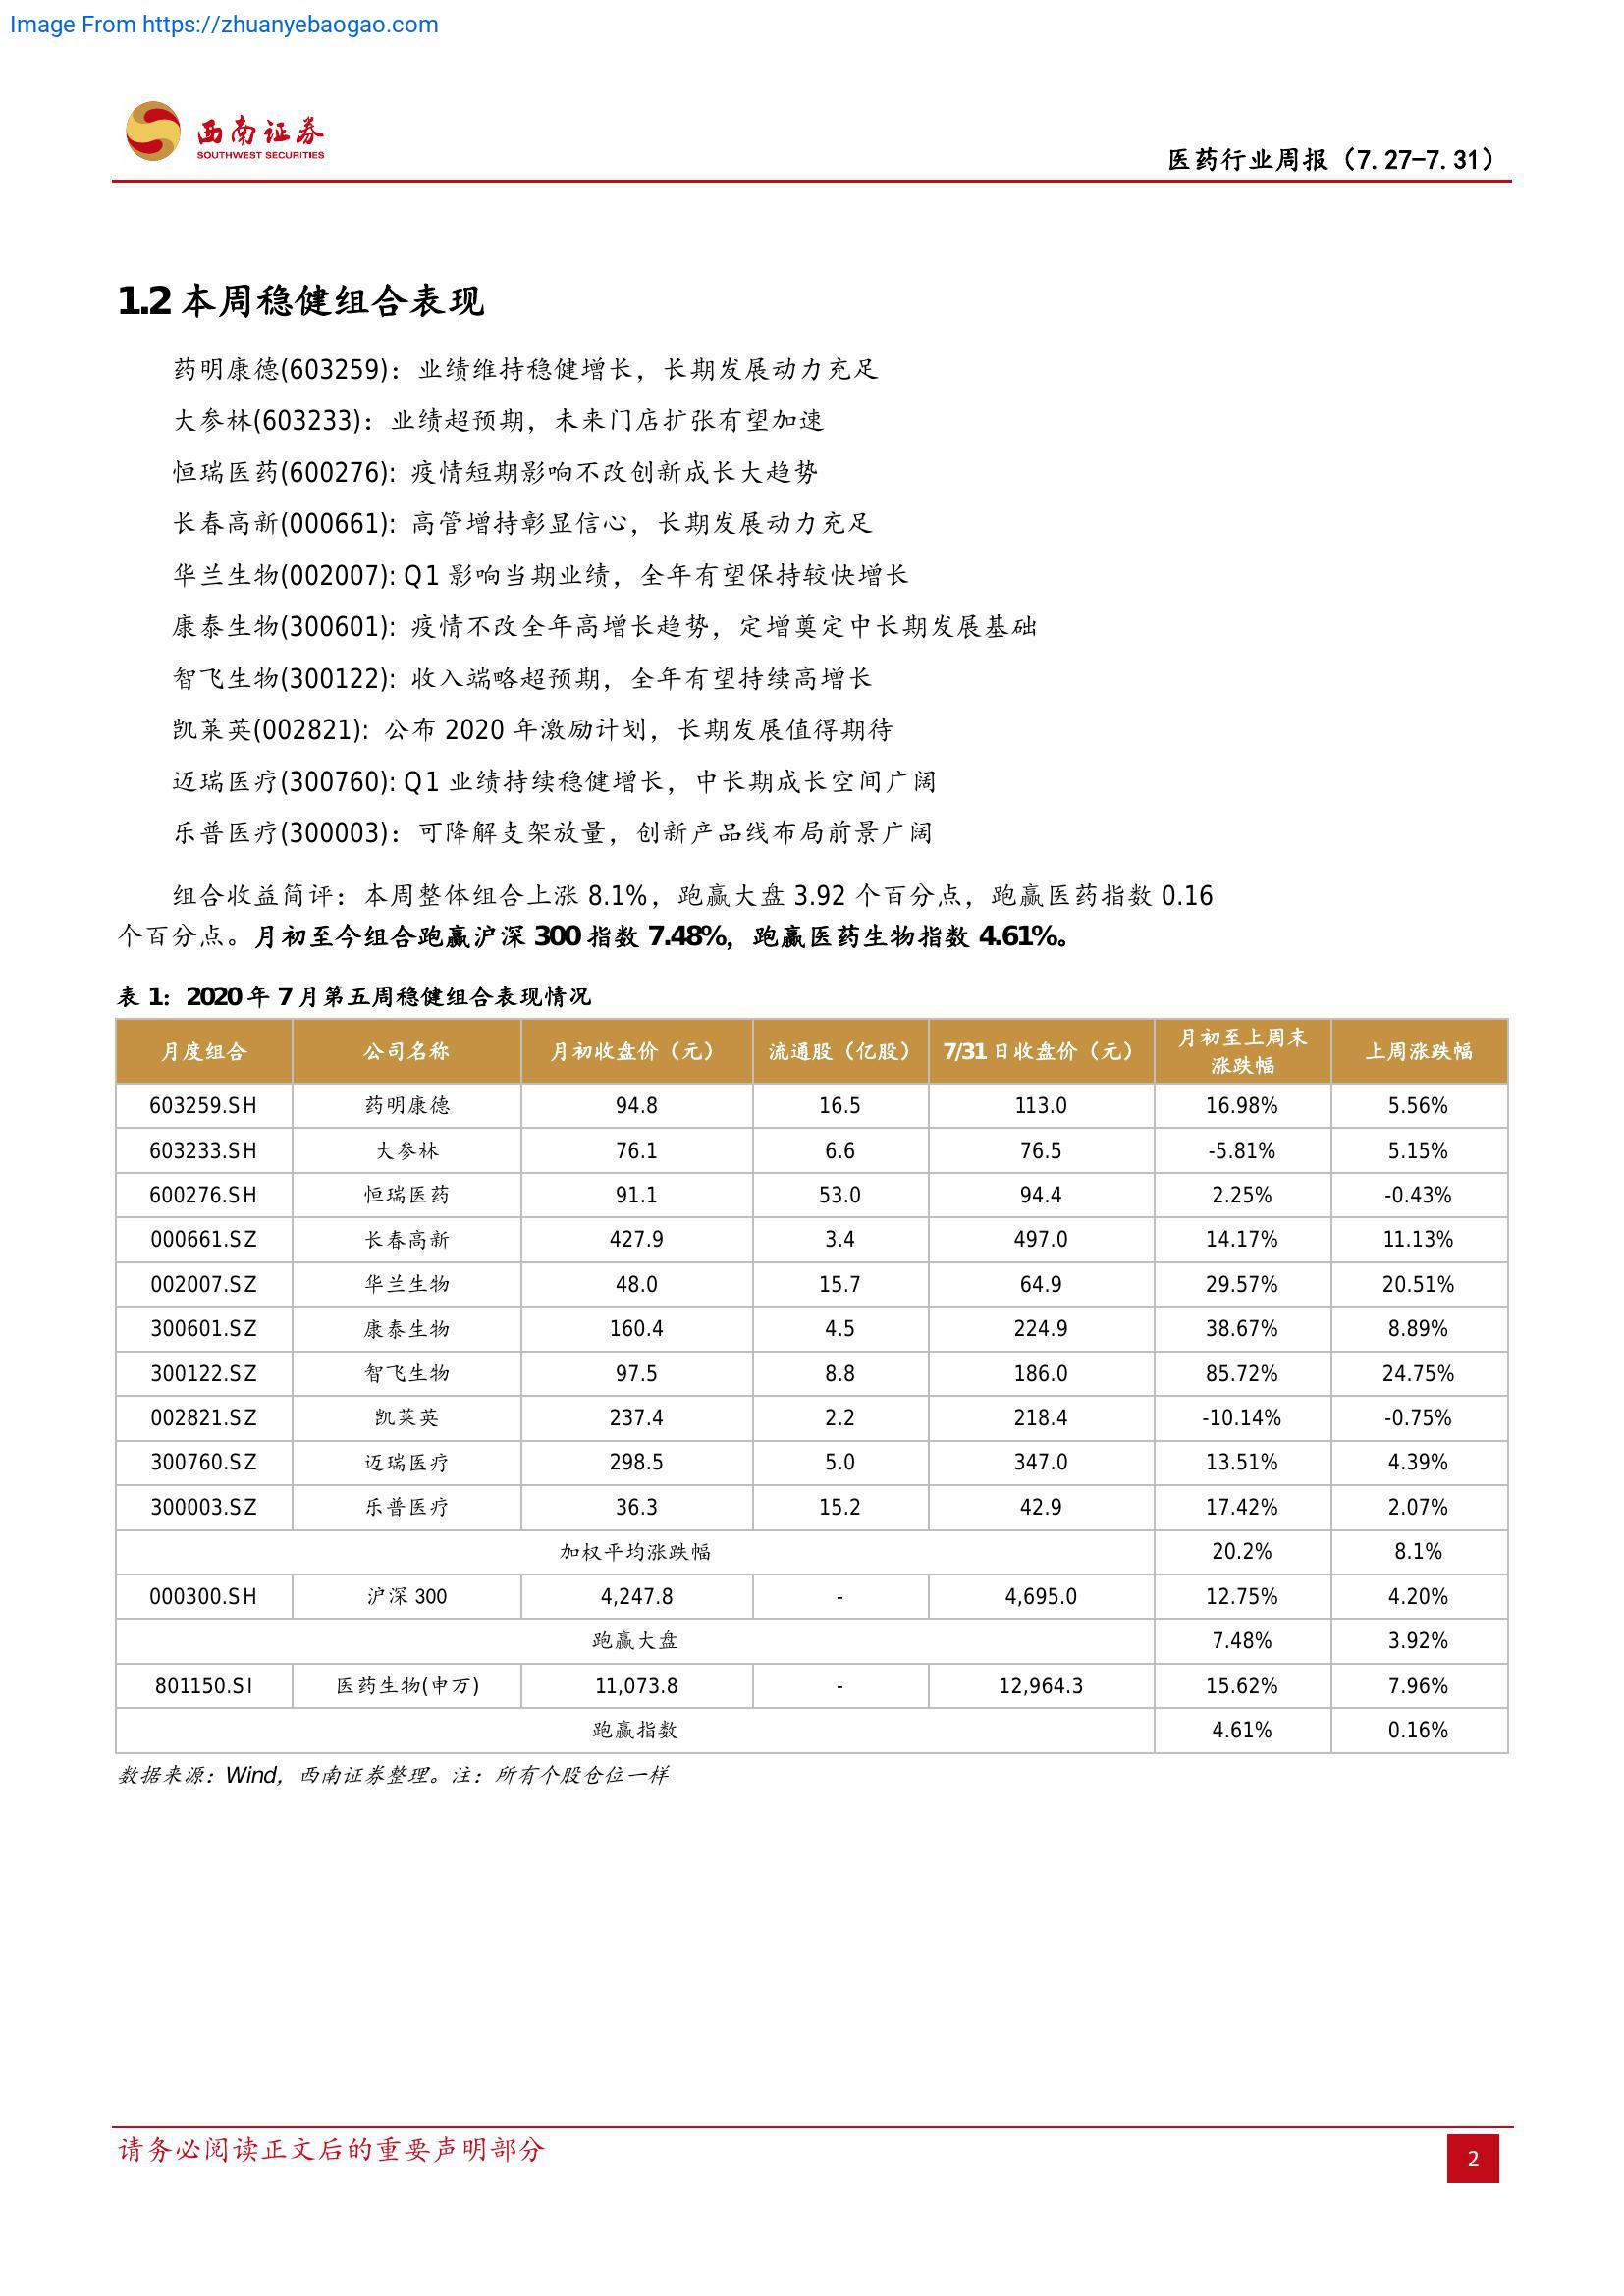 Image From https://zhuanyebaogao.com
西南证券
SOUTHWEST SECURITIES
医药行业周报（7.27-7.31）
1.2 本周稳健组合表现
药明康德(603259)：业绩维持稳健增长，长期发展动力充足
大参林(603233)：业绩超预期，未来门店扩张有望加速
恒瑞医药(600276): 疫情短期影响不改创新成长大趋势
长春高新(000661): 高管增持彰显信心，长期发展动力充足
华兰生物(002007): Q1 影响当期业绩，全年有望保持较快增长
康泰生物(300601): 疫情不改全年高增长趋势，定增奠定中长期发展基础
智飞生物(300122): 收入端略超预期，全年有望持续高增长
凯莱英(002821): 公布 2020 年激励计划，长期发展值得期待
迈瑞医疗(300760): Q1 业绩持续稳健增长，中长期成长空间广阔
乐普医疗(300003)：可降解支架放量，创新产品线布局前景广阔
组合收益简评：本周整体组合上涨 8.1%，跑赢大盘 3.92 个百分点，跑赢医药指数 0.16
个百分点。月初至今组合跑赢沪深 300 指数 7.48%，跑赢医药生物指数 4.61%。
表 1：2020 年 7 月第五周稳健组合表现情况
月度组合 公司名称 月初收盘价（元） 流通股（亿股） 7/31 日收盘价（元） 月初至上周末 上周涨跌幅
涨跌幅
603259.SH 药明康德 94.8 16.5 113.0 16.98% 5.56%
603233.SH 大参林 76.1 6.6 76.5 -5.81% 5.15%
600276.SH 恒瑞医药 91.1 53.0 94.4 2.25% -0.43%
000661.SZ 长春高新 427.9 3.4 497.0 14.17% 11.13%
002007.SZ 华兰生物 48.0 15.7 64.9 29.57% 20.51%
300601.SZ 康泰生物 160.4 4.5 224.9 38.67% 8.89%
300122.SZ 智飞生物 97.5 8.8 186.0 85.72% 24.75%
002821.SZ 凯莱英 237.4 2.2 218.4 -10.14% -0.75%
300760.SZ 迈瑞医疗 298.5 5.0 347.0 13.51% 4.39%
300003.SZ 乐普医疗 36.3 15.2 42.9 17.42% 2.07%
加权平均涨跌幅 20.2% 8.1%
000300.SH 沪深 300 4,247.8 - 4,695.0 12.75% 4.20%
跑赢大盘 7.48% 3.92%
801150.SI 医药生物(申万) 11,073.8 - 12,964.3 15.62% 7.96%
跑赢指数 4.61% 0.16%
数据来源：Wind，西南证券整理。注：所有个股仓位一样
请务必阅读正文后的重要声明部分
2